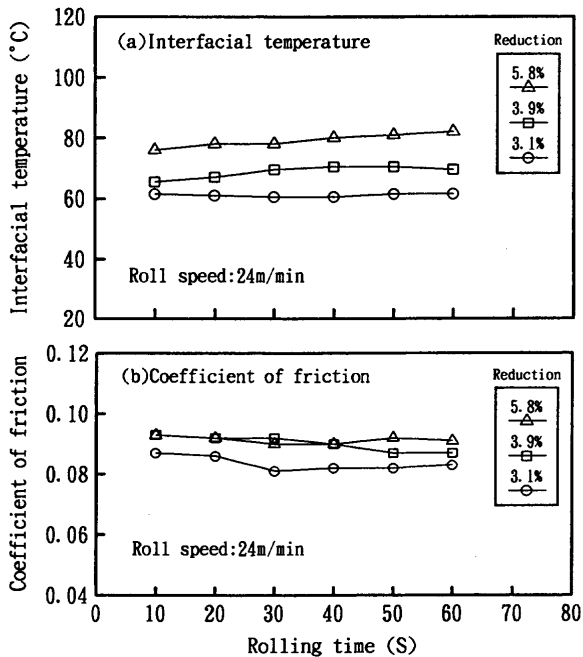 120
100
80
60
40
20
Interfacial temperature (°C)
(a)Interfacial temperature
Roll speed:24m/min
Reduction
5.8%
3.9%
3.1%
0.12
0.10
0.08
0.06
0.04
Coefficient of friction
(b)Coefficient of friction
Roll speed:24m/min
Reduction
5.8%
3.9%
3.1%
0 10 20 30 40 50 60 70 80
Rolling time (S)